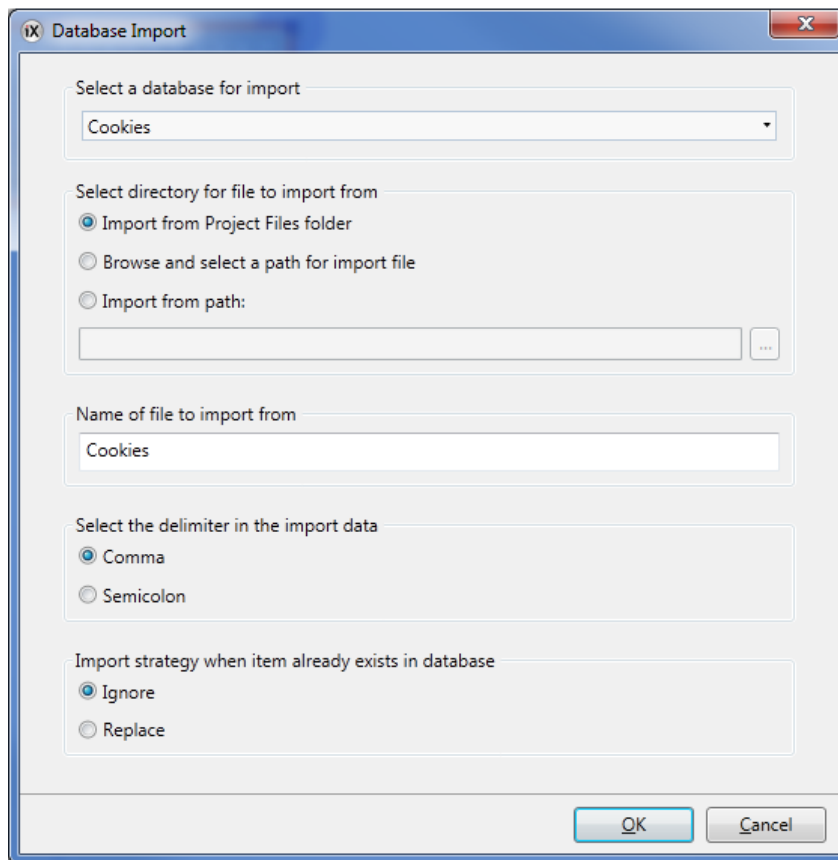 iX Database Import
Select a database for import
Cookies
Select directory for file to import from
Import from Project Files folder
Browse and select a path for import file
Import from path:
...
Name of file to import from
Cookies
Select the delimiter in the import data
Comma
Semicolon
Import strategy when item already exists in database
Ignore
Replace
OK Cancel